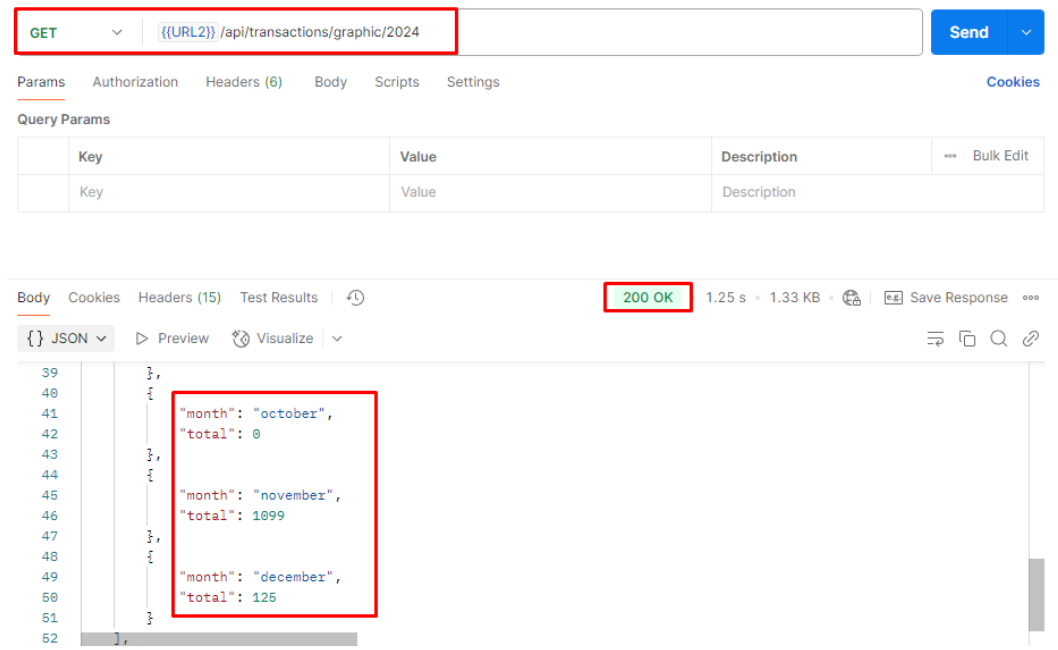 GET {{URL2}} /api/transactions/graphic/2024 Send
Params Authorization Headers (6) Body Scripts Settings Cookies
Query Params
Key Value Description ooo Bulk Edit
Key Value Description
Body Cookies Headers (15) Test Results 200 OK • 1.25 s • 1.33 KB • e.g. Save Response ooo
{} JSON Preview Visualize
39 },
40 {
41 "month": "october",
42 "total": 0
43 },
44 {
45 "month": "november",
46 "total": 1099
47 },
48 {
49 "month": "december",
50 "total": 125
51 }
52 ],